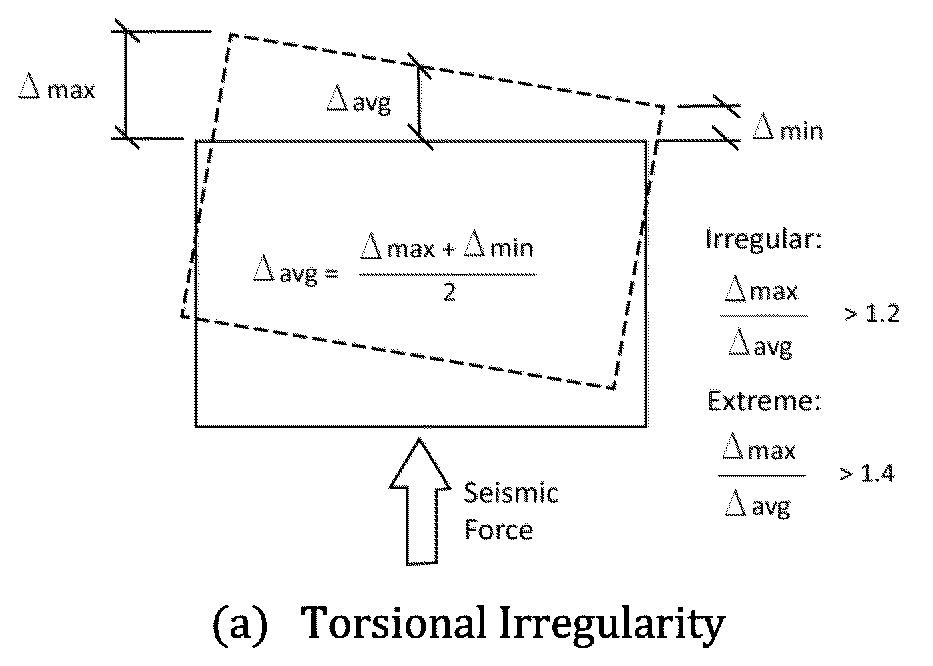 Δ max
Δ avg
Δ min
Δ avg = Δ max + Δ min
2
Irregular:
Δ max
Δ avg
> 1.2
Extreme:
Δ max
Δ avg
> 1.4
Seismic
Force
(a) Torsional Irregularity